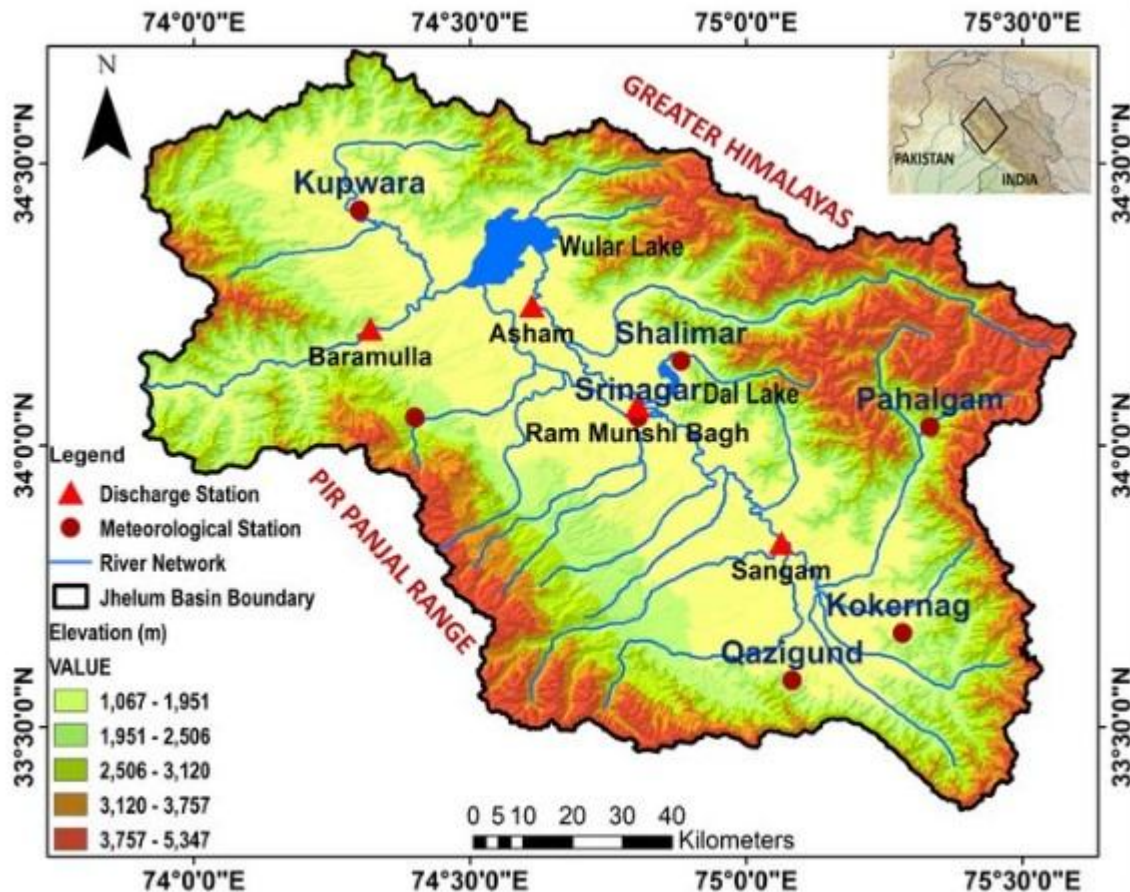 74°0'0"E 74°30'0"E 75°0'0"E 75°30'0"E
N
GREATER HIMALAYAS
PAKISTAN
INDIA
34°30'0"N
34°30'0"N
Kupwara
Wular Lake
Asham
Shalimar
Baramulla
Srinagar
Dal Lake
Pahalgam
Ram Munshi Bagh
34°0'0"N
34°0'0"N
PIR PANJAL RANGE
Sangam
Kokernag
Qazigund
33°30'0"N
33°30'0"N
Legend
Discharge Station
Meteorological Station
River Network
Jhelum Basin Boundary
Elevation (m)
VALUE
1,067 - 1,951
1,951 - 2,506
2,506 - 3,120
3,120 - 3,757
3,757 - 5,347
0 5 10 20 30 40
Kilometers
74°0'0"E 74°30'0"E 75°0'0"E 75°30'0"E